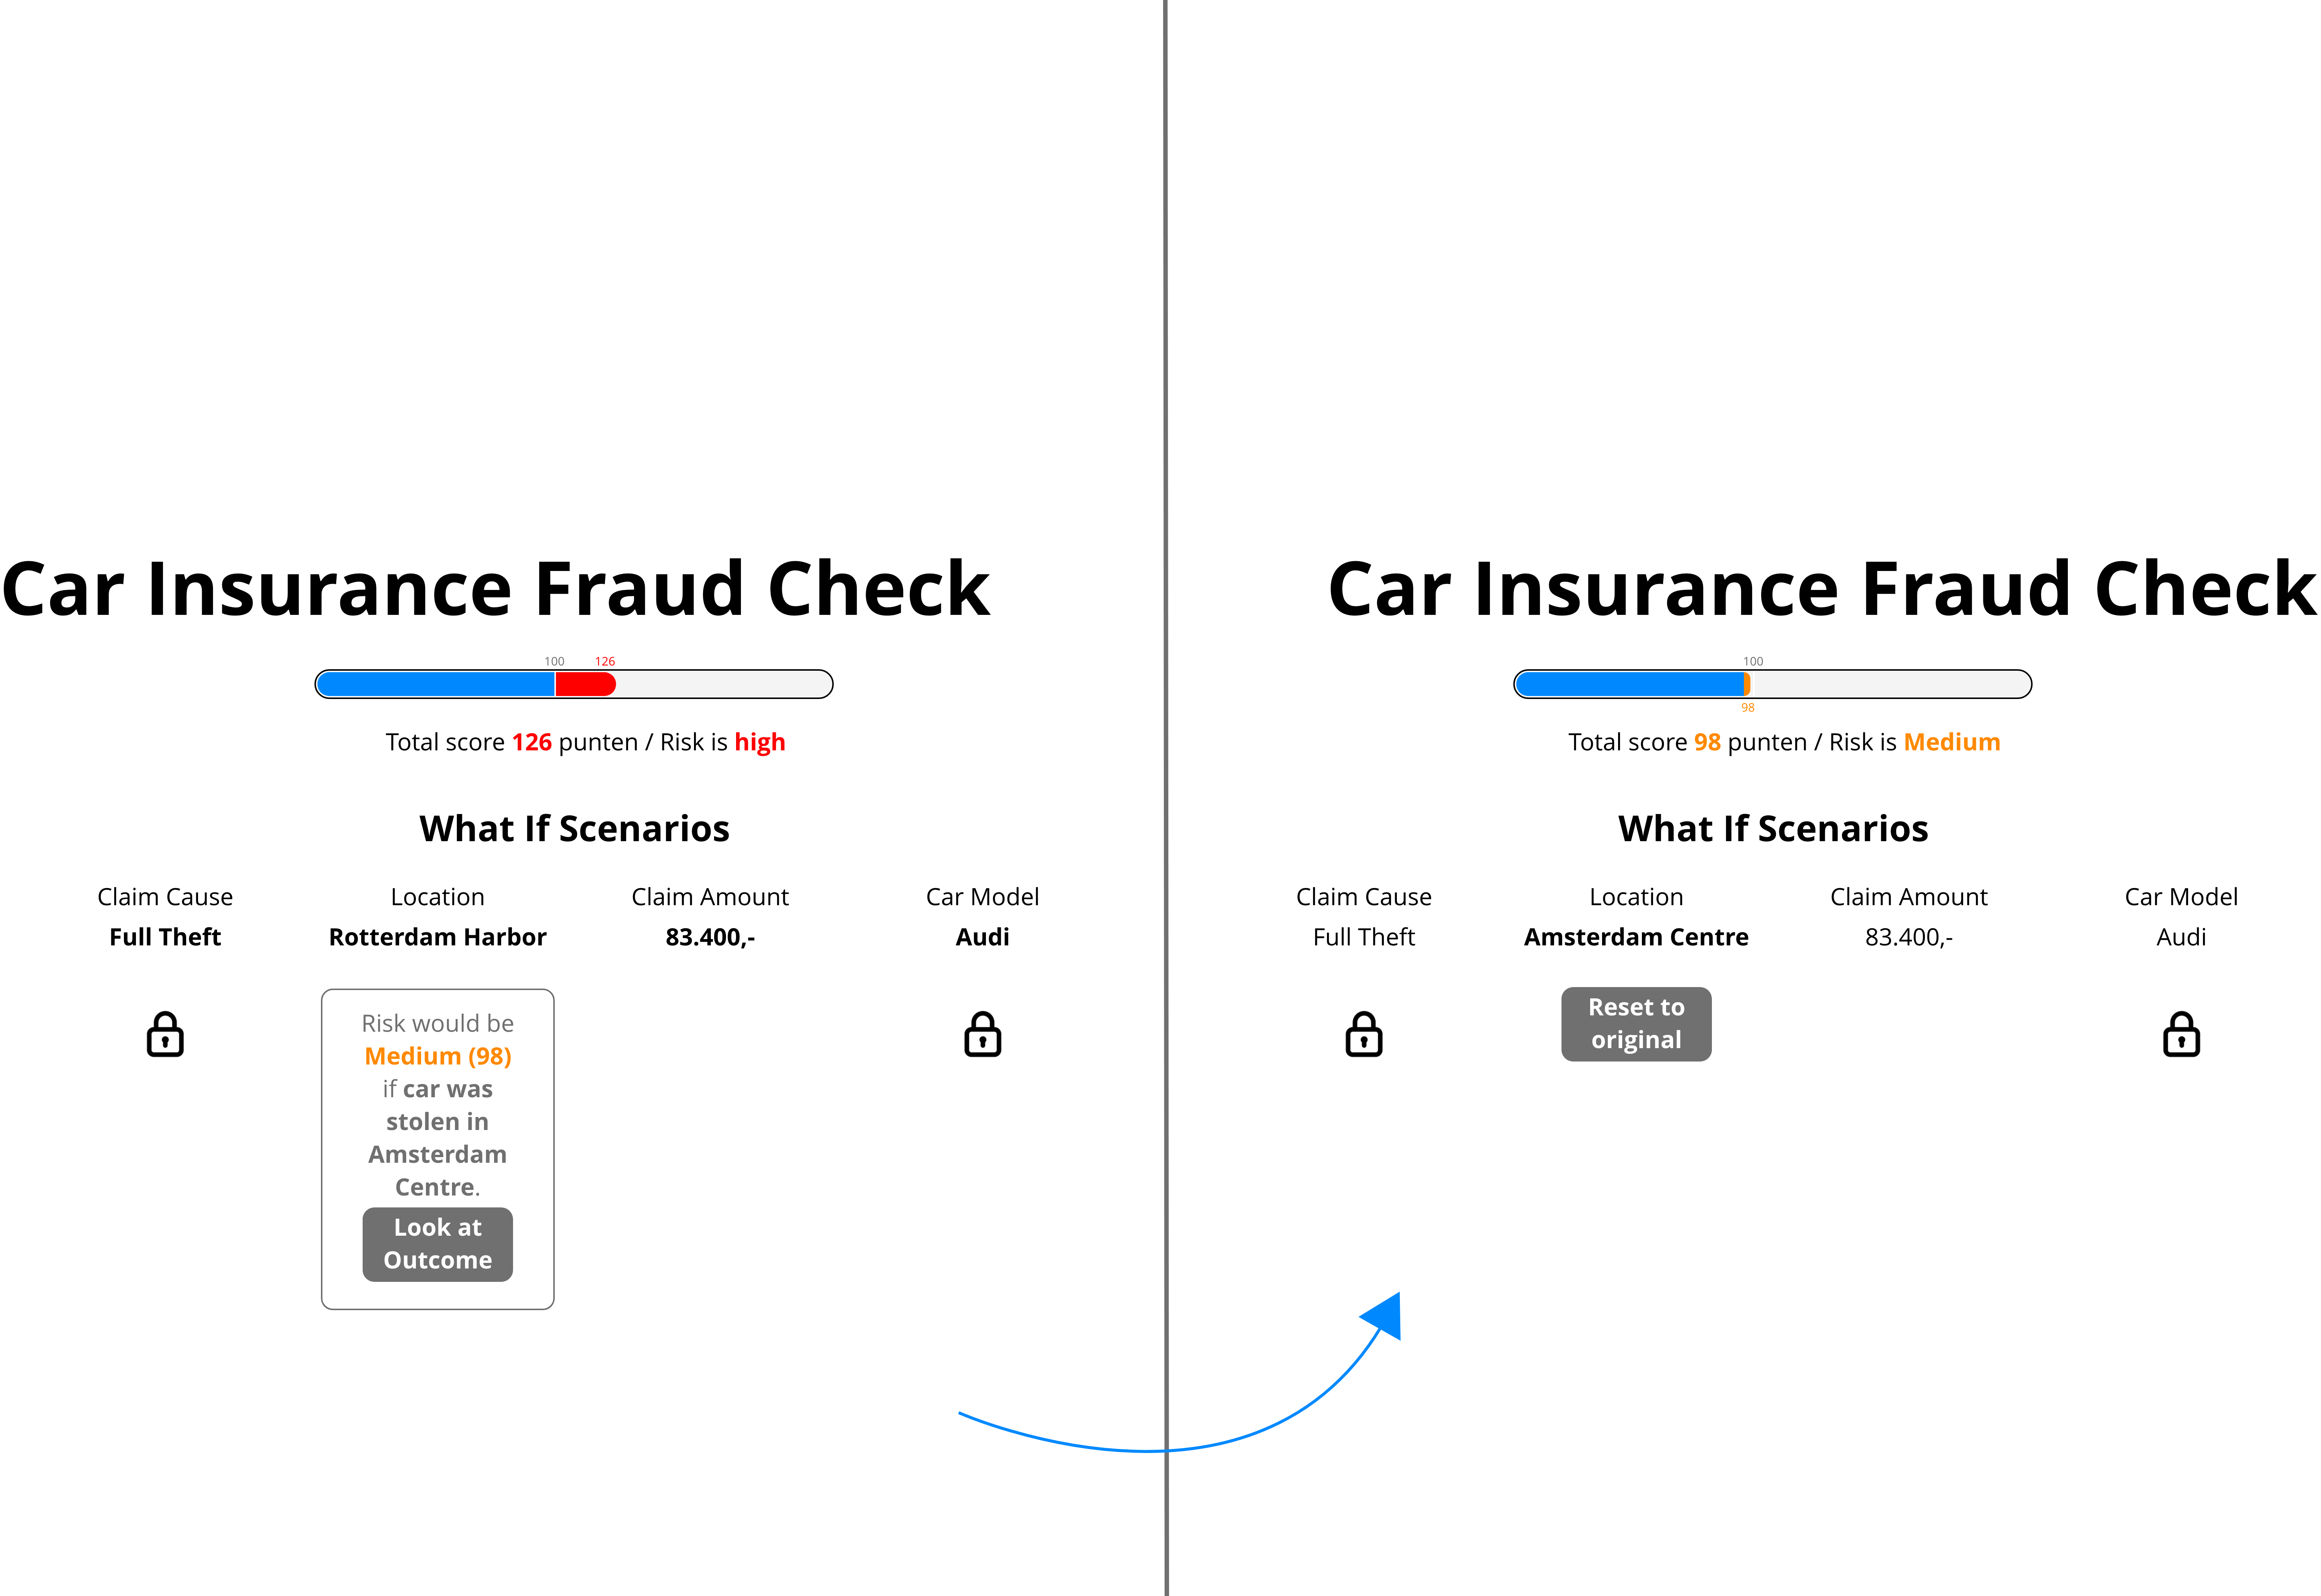 Car Insurance Fraud Check
100 126
Total score 126 punten / Risk is high
What If Scenarios
Claim Cause
Full Theft
Location
Rotterdam Harbor
Claim Amount
83.400,-
Car Model
Audi
Risk would be
Medium (98)
if car was
stolen in
Amsterdam
Centre.
Look at
Outcome
Car Insurance Fraud Check
100
98
Total score 98 punten / Risk is Medium
What If Scenarios
Claim Cause
Full Theft
Location
Amsterdam Centre
Claim Amount
83.400,-
Car Model
Audi
Reset to
original